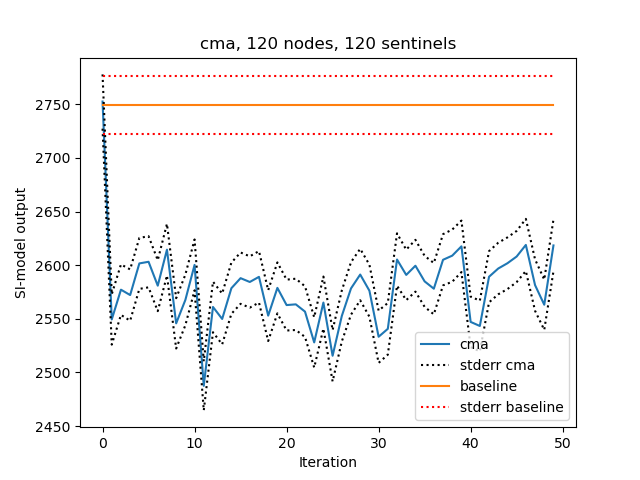 cma, 120 nodes, 120 sentinels
SI-model output
2750
2700
2650
2600
2550
2500
2450
0 10 20 30 40 50
Iteration
cma
stderr cma
baseline
stderr baseline